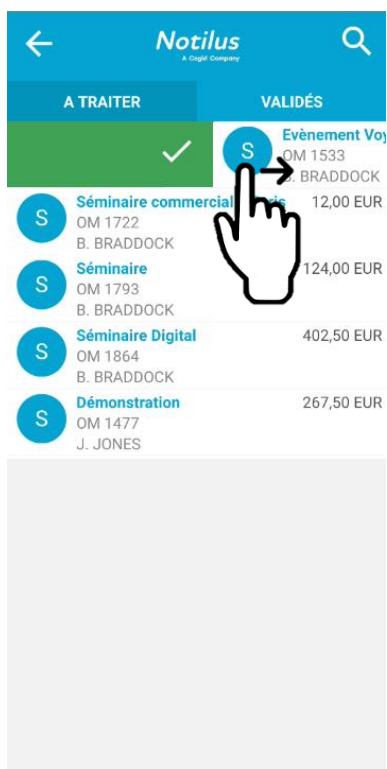 Notilus
A Cegid Company
A TRAITER
VALIDÉS
S
Evènement Voy
OM 1533
BRADDOCK
S
Séminaire commercial
12,00 EUR
OM 1722
B. BRADDOCK
S
Séminaire
124,00 EUR
OM 1793
B. BRADDOCK
S
Séminaire Digital
402,50 EUR
OM 1864
B. BRADDOCK
S
Démonstration
267,50 EUR
OM 1477
J. JONES